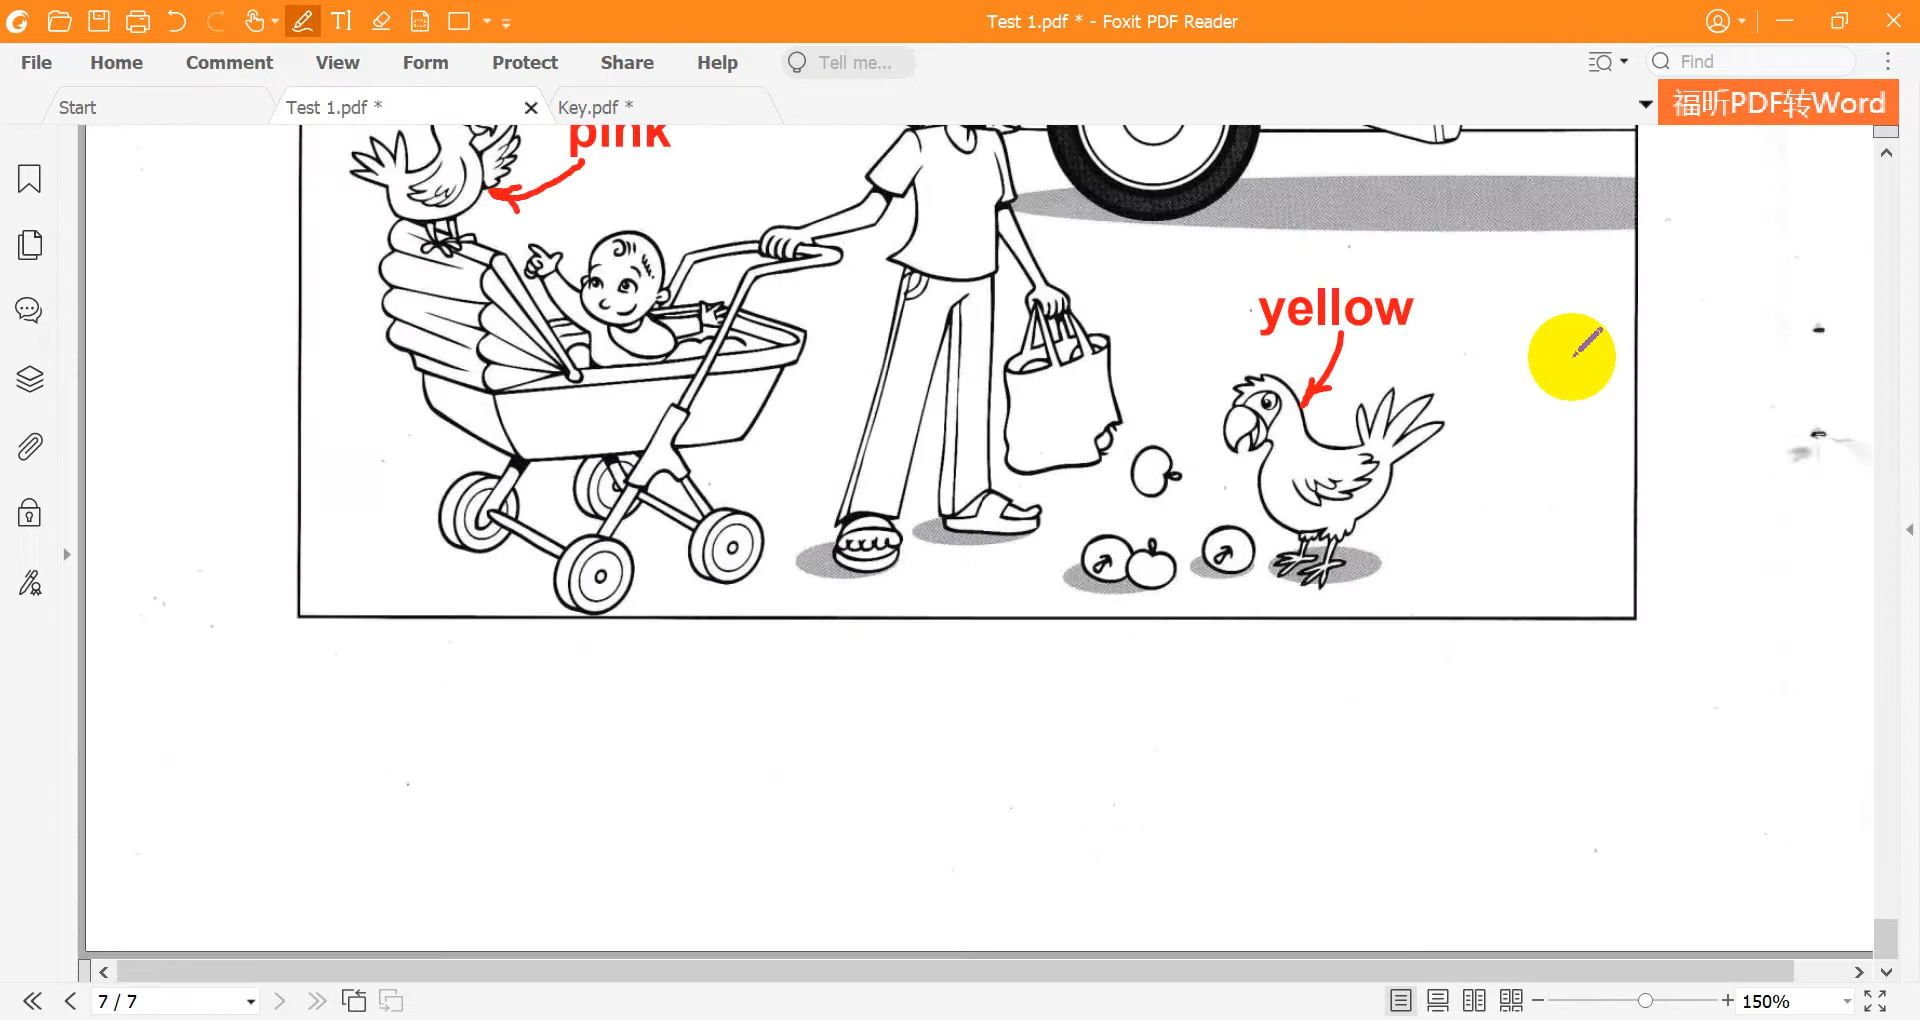 Test 1.pdf * - Foxit PDF Reader
File Home Comment View Form Protect Share Help Tell me... Find
Start Test 1.pdf * Key.pdf * 福昕PDF转Word
pink
yellow
7 / 7 150%